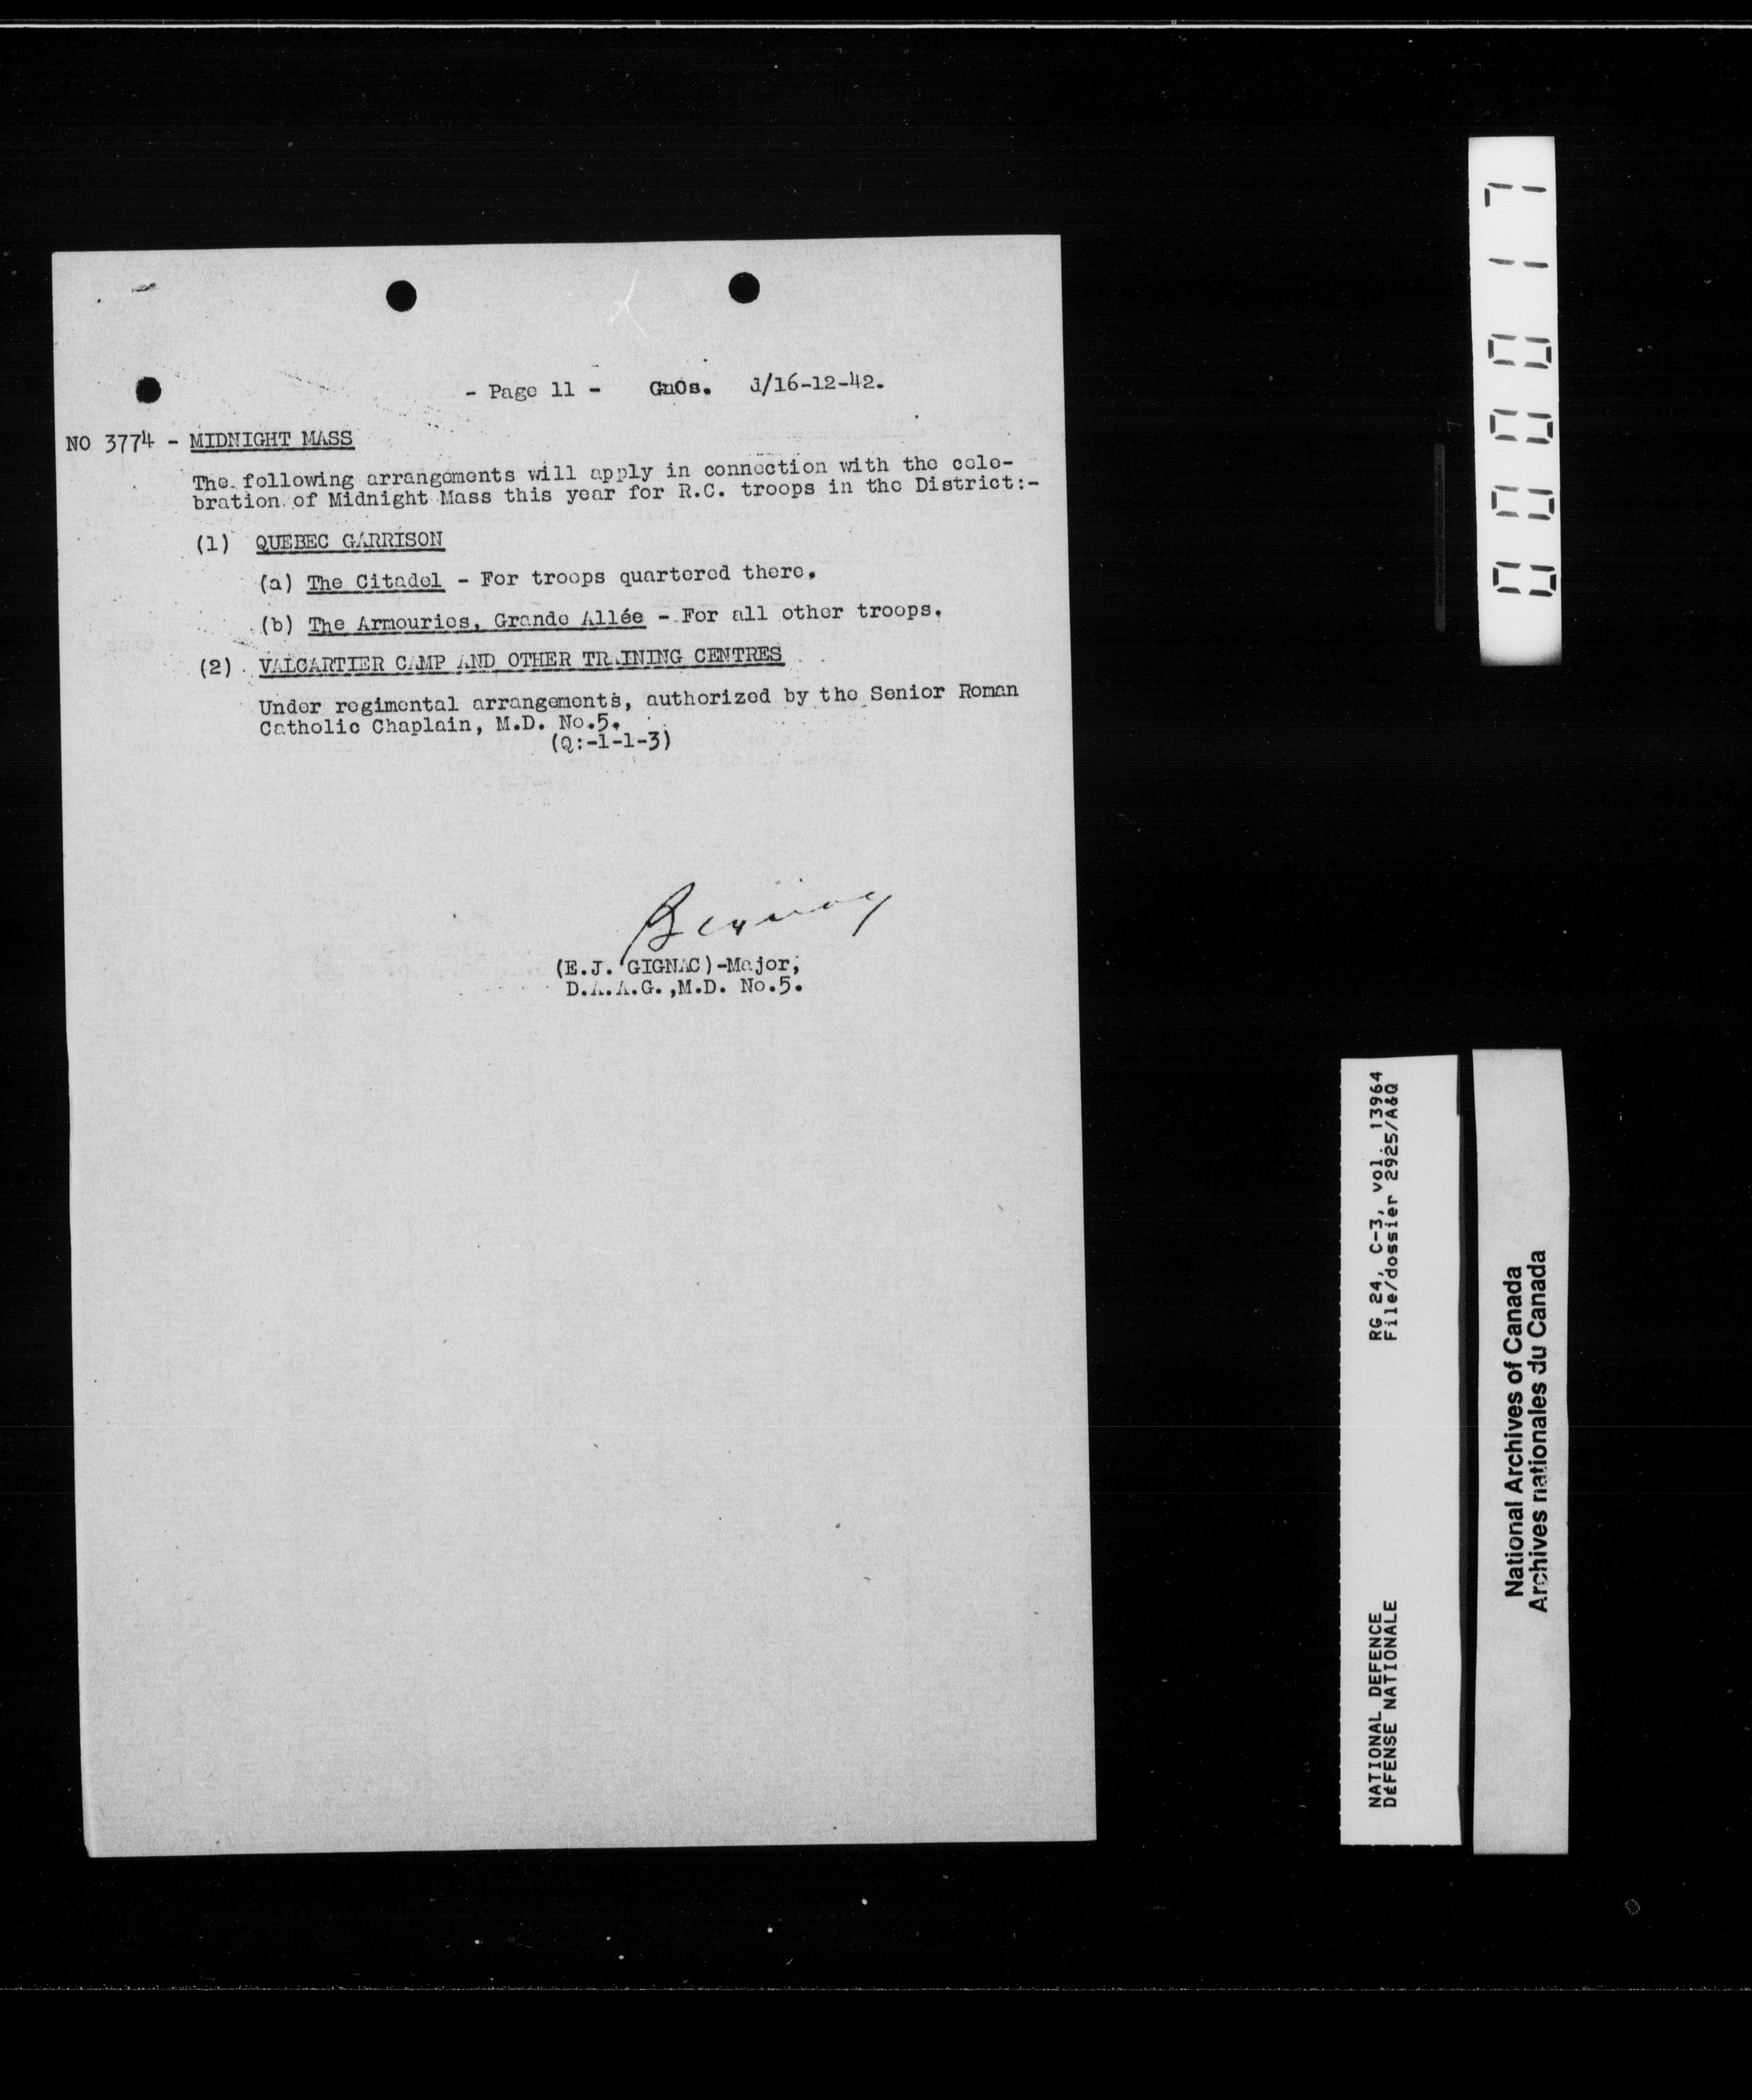 - Page 11 -    GnOs.   d/16-12-42.
NO 3774 - MIDNIGHT MASS
The following arrangements will apply in connection with the cele-
bration of Midnight Mass this year for R.C. troops in the District:-
(1) QUEBEC GARRISON
(a) The Citadel - For troops quartered there.
(b) The Armouries, Grande Allée - For all other troops.
(2) VALCARTIER CAMP AND OTHER TRAINING CENTRES
Under regimental arrangements, authorized by the Senior Roman
Catholic Chaplain, M.D. No.5.
(Q:-1-1-3)
(E.J. GIGNAC)-Major,
D.A.A.G.,M.D. No.5.
000017
RG 24, C-3, vol. 13964
File/dossier 2925/A&Q
NATIONAL DEFENCE
DéFENSE NATIONALE
National Archives of Canada
Archives nationales du Canada